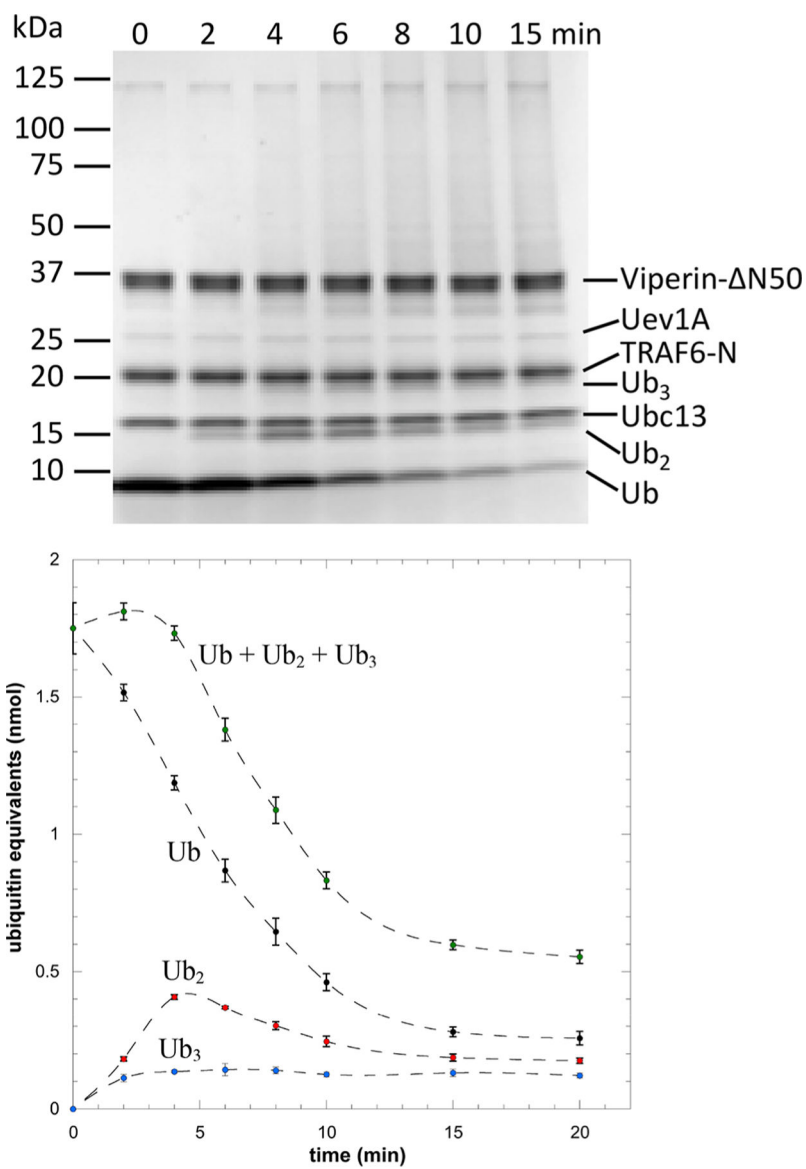 kDa 0 2 4 6 8 10 15 min
125
100
75
50
37 Viperin-ΔN50
Uev1A
25
TRAF6-N
20
Ub₃
Ubc13
15
Ub₂
10
Ub
2
Ub + Ub₂ + Ub₃
1.5
ubiquitin equivalents (nmol)
1
Ub
0.5
Ub₂
Ub₃
0
0 5 10 15 20
time (min)